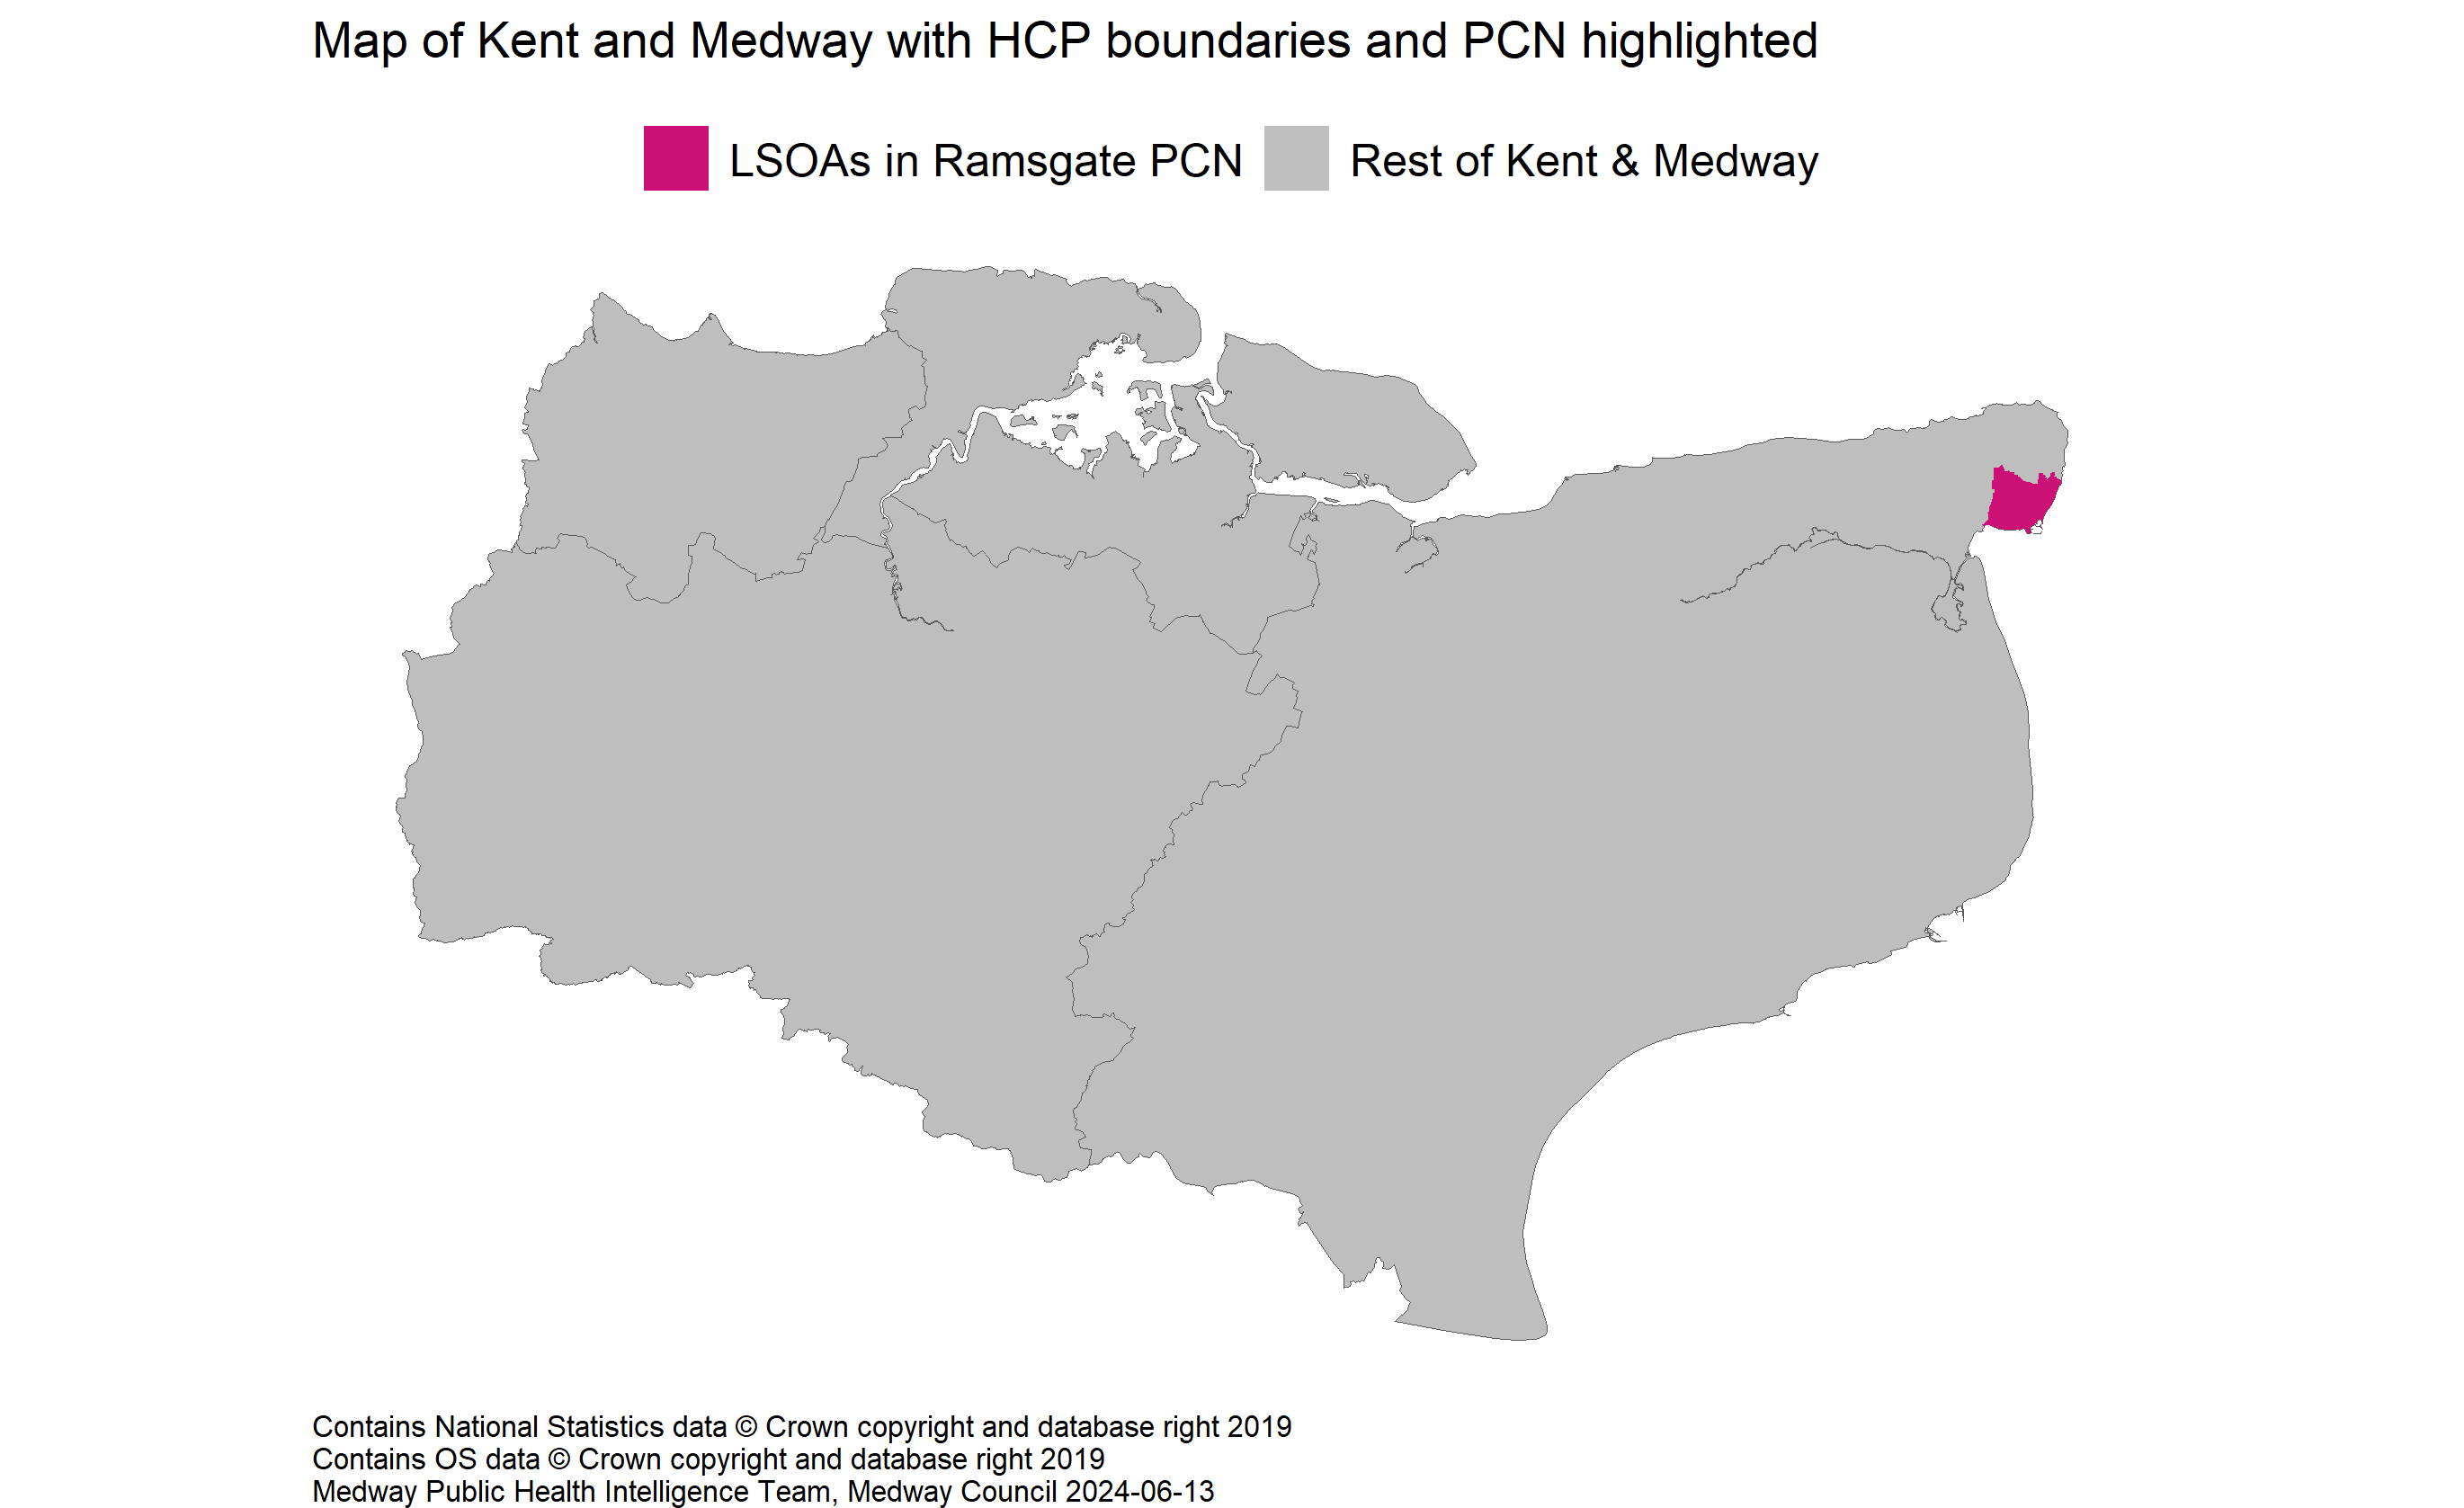 Map of Kent and Medway with HCP boundaries and PCN highlighted
LSOAs in Ramsgate PCN Rest of Kent & Medway
Contains National Statistics data © Crown copyright and database right 2019
Contains OS data © Crown copyright and database right 2019
Medway Public Health Intelligence Team, Medway Council 2024-06-13